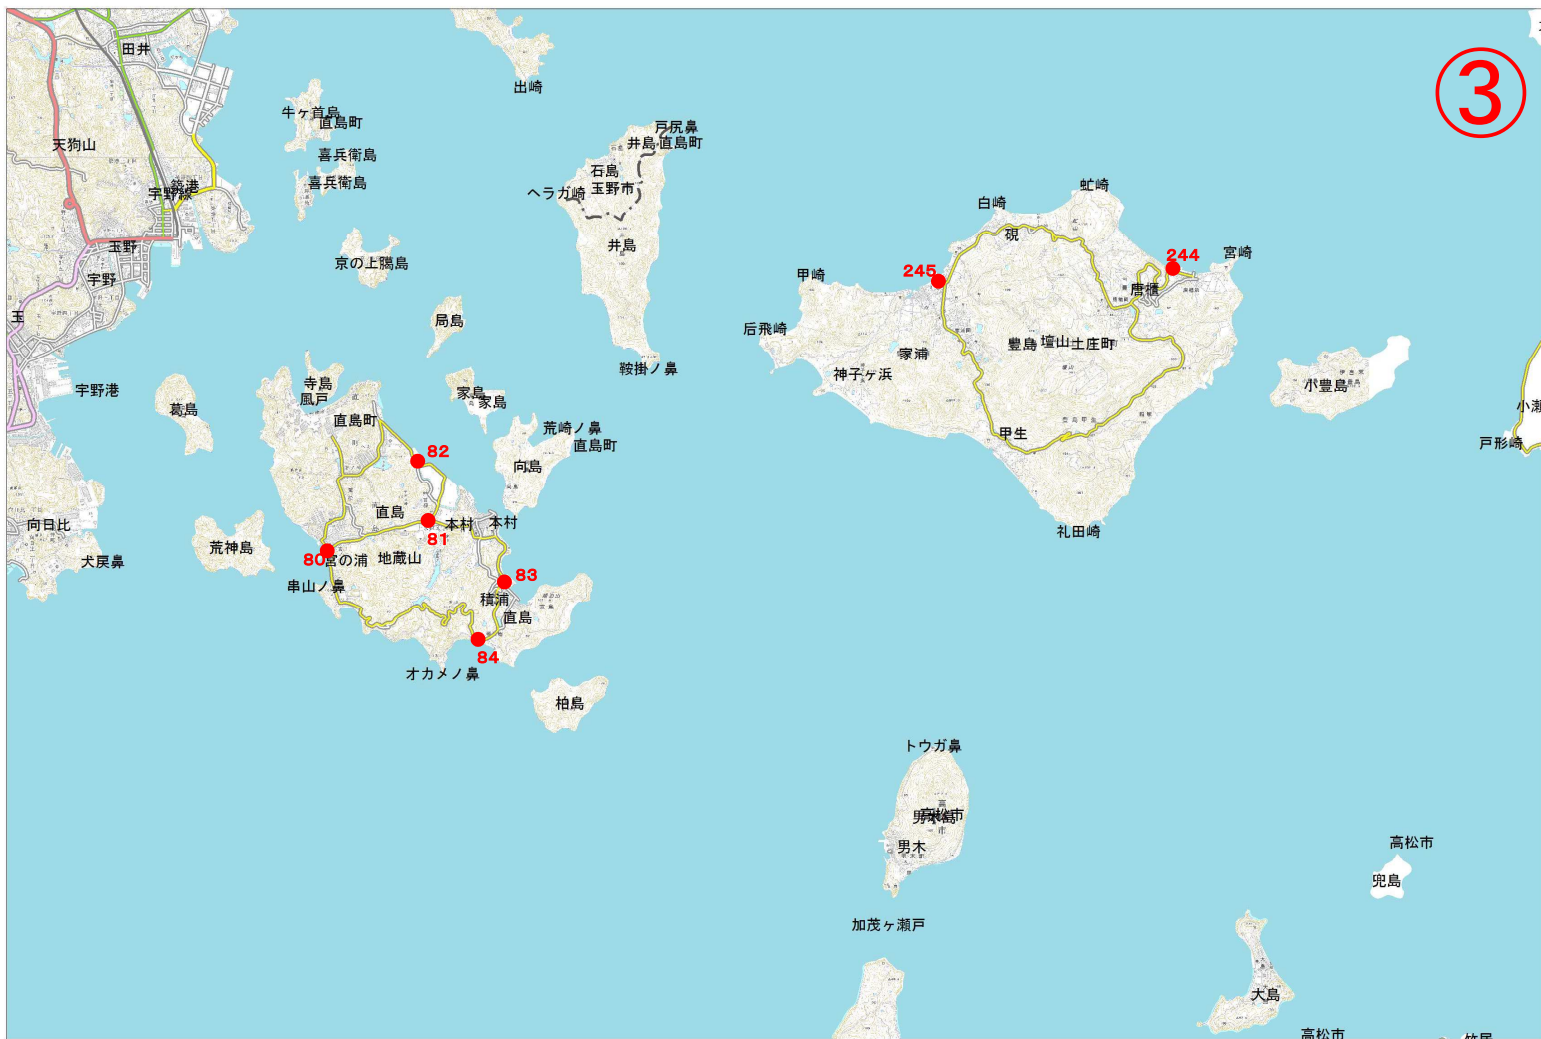 ③
田井
出崎
牛ヶ首島
直島町
天狗山
戸尻鼻
井島
直島町
喜兵衛島
石島
喜兵衛島
築港
宇野線
ヘラガ崎
玉野市
虻崎
白崎
硯
玉野
井島
244
宮崎
京の上臈島
245
甲崎
宇野
唐櫃
玉
局島
后飛崎
豊島
壇山
土庄町
家浦
鞍掛ノ鼻
神子ヶ浜
寺島
宇野港
風戸
家島
家島
小豊島
葛島
直島町
荒崎ノ鼻
直島町
甲生
戸形崎
82
向島
直島
本村
本村
向日比
81
礼田崎
荒神島
80
宮の浦
地蔵山
犬戻鼻
串山ノ鼻
83
積浦
直島
84
オカメノ鼻
柏島
トウガ鼻
男木島
高松市
男木
高松市
兜島
加茂ヶ瀬戸
大島
高松市